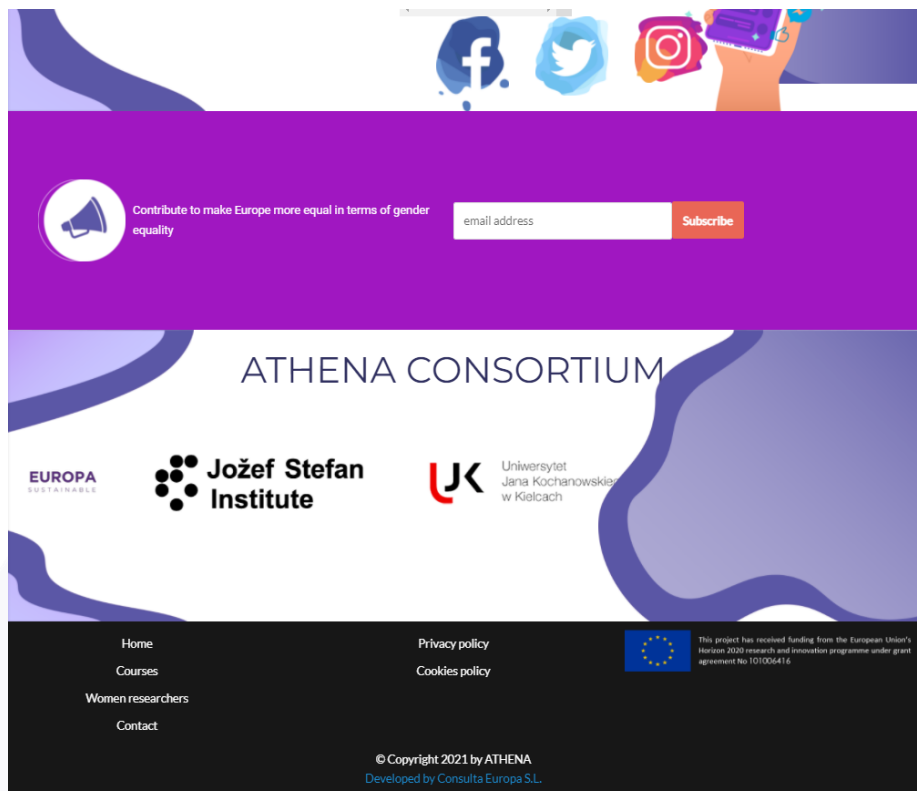 Contribute to make Europe more equal in terms of gender
equality
email address
Subscribe
ATHENA CONSORTIUM
EUROPA
SUSTAINABLE
Jožef Stefan
Institute
UJK
Uniwersytet
Jana Kochanowskie
w Kielcach
Home
Courses
Women researchers
Contact
Privacy policy
Cookies policy
This project has received funding from the European Union's
Horizon 2020 research and innovation programme under grant
agreement No 101006416
© Copyright 2021 by ATHENA
Developed by Consulta Europa S.L.